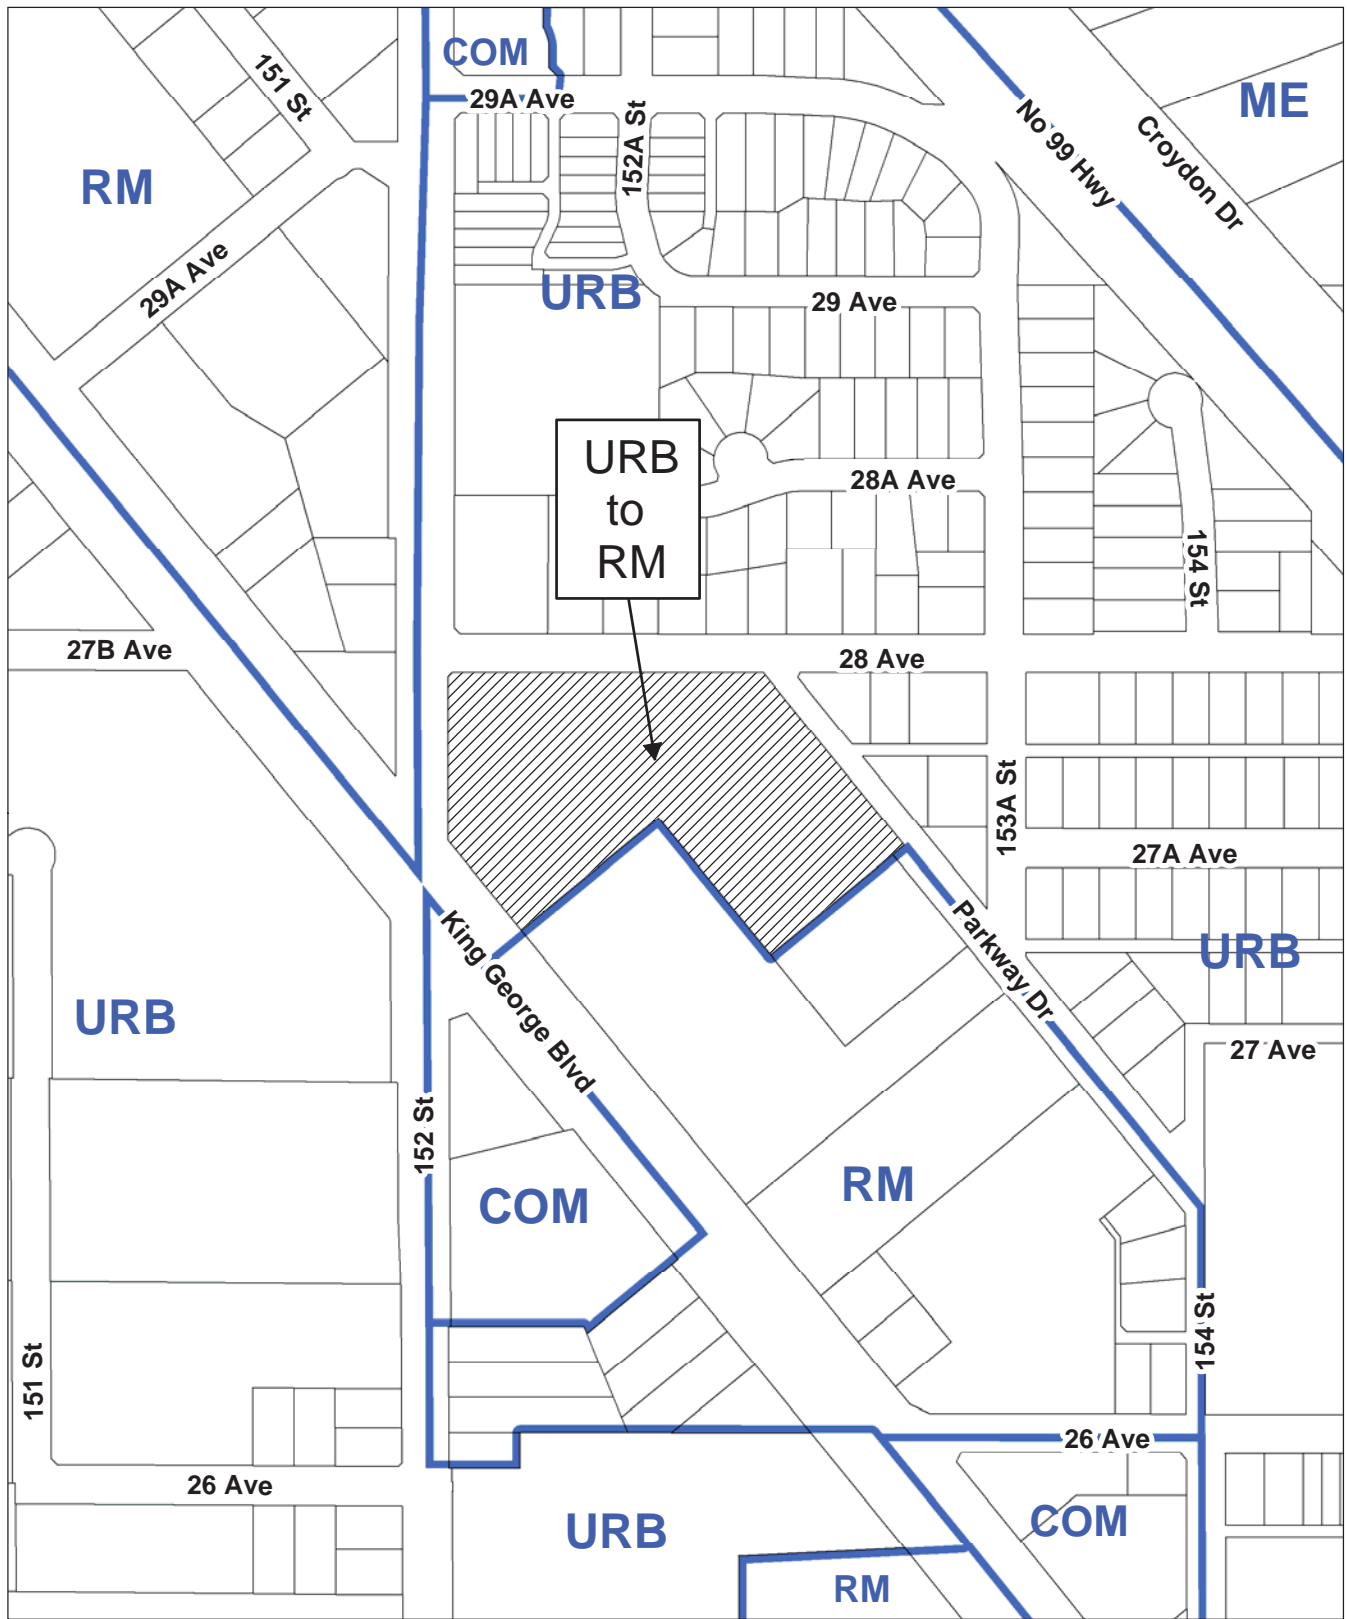 COM
29A Ave
151 St
152A St
No 99 Hwy
Croydon Dr
ME
RM
29A Ave
URB
29 Ave
URB
to
RM
28A Ave
154 St
27B Ave
28 Ave
153A St
27A Ave
King George Blvd
Parkway Dr
URB
URB
27 Ave
152 St
COM
RM
151 St
154 St
26 Ave
26 Ave
URB
COM
RM